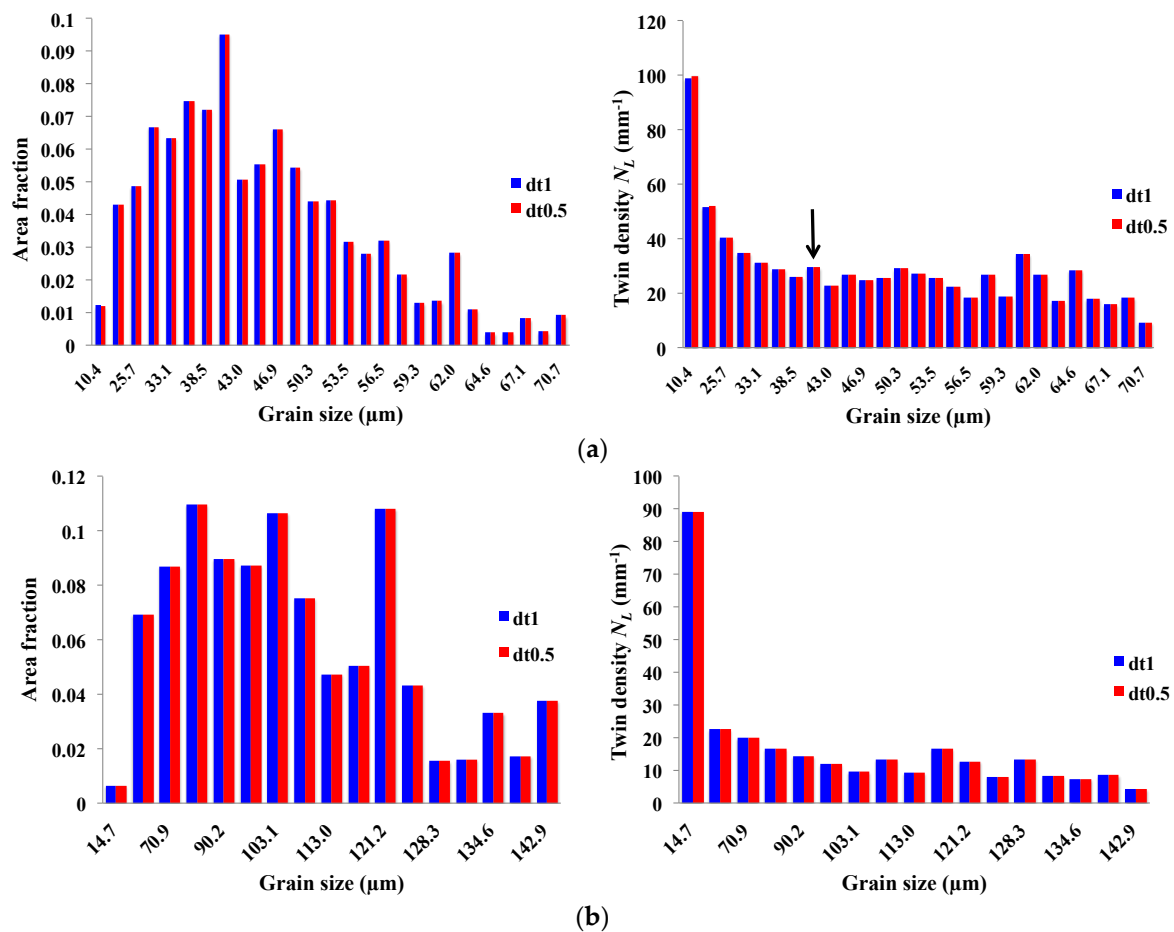 0.1
0.09
0.08
0.07
0.06
0.05
0.04
0.03
0.02
0.01
0
Area fraction
dt1
dt0.5
10.4 25.7 33.1 38.5 43.0 46.9 50.3 53.5 56.5 59.3 62.0 64.6 67.1 70.7
Grain size (µm)
120
100
80
60
40
20
0
Twin density N_L (mm⁻¹)
dt1
dt0.5
10.4 25.7 33.1 38.5 43.0 46.9 50.3 53.5 56.5 59.3 62.0 64.6 67.1 70.7
Grain size (µm)
(a)
0.12
0.1
0.08
0.06
0.04
0.02
0
Area fraction
dt1
dt0.5
14.7 70.9 90.2 103.1 113.0 121.2 128.3 134.6 142.9
Grain size (µm)
100
90
80
70
60
50
40
30
20
10
0
Twin density N_L (mm⁻¹)
dt1
dt0.5
14.7 70.9 90.2 103.1 113.0 121.2 128.3 134.6 142.9
Grain size (µm)
(b)